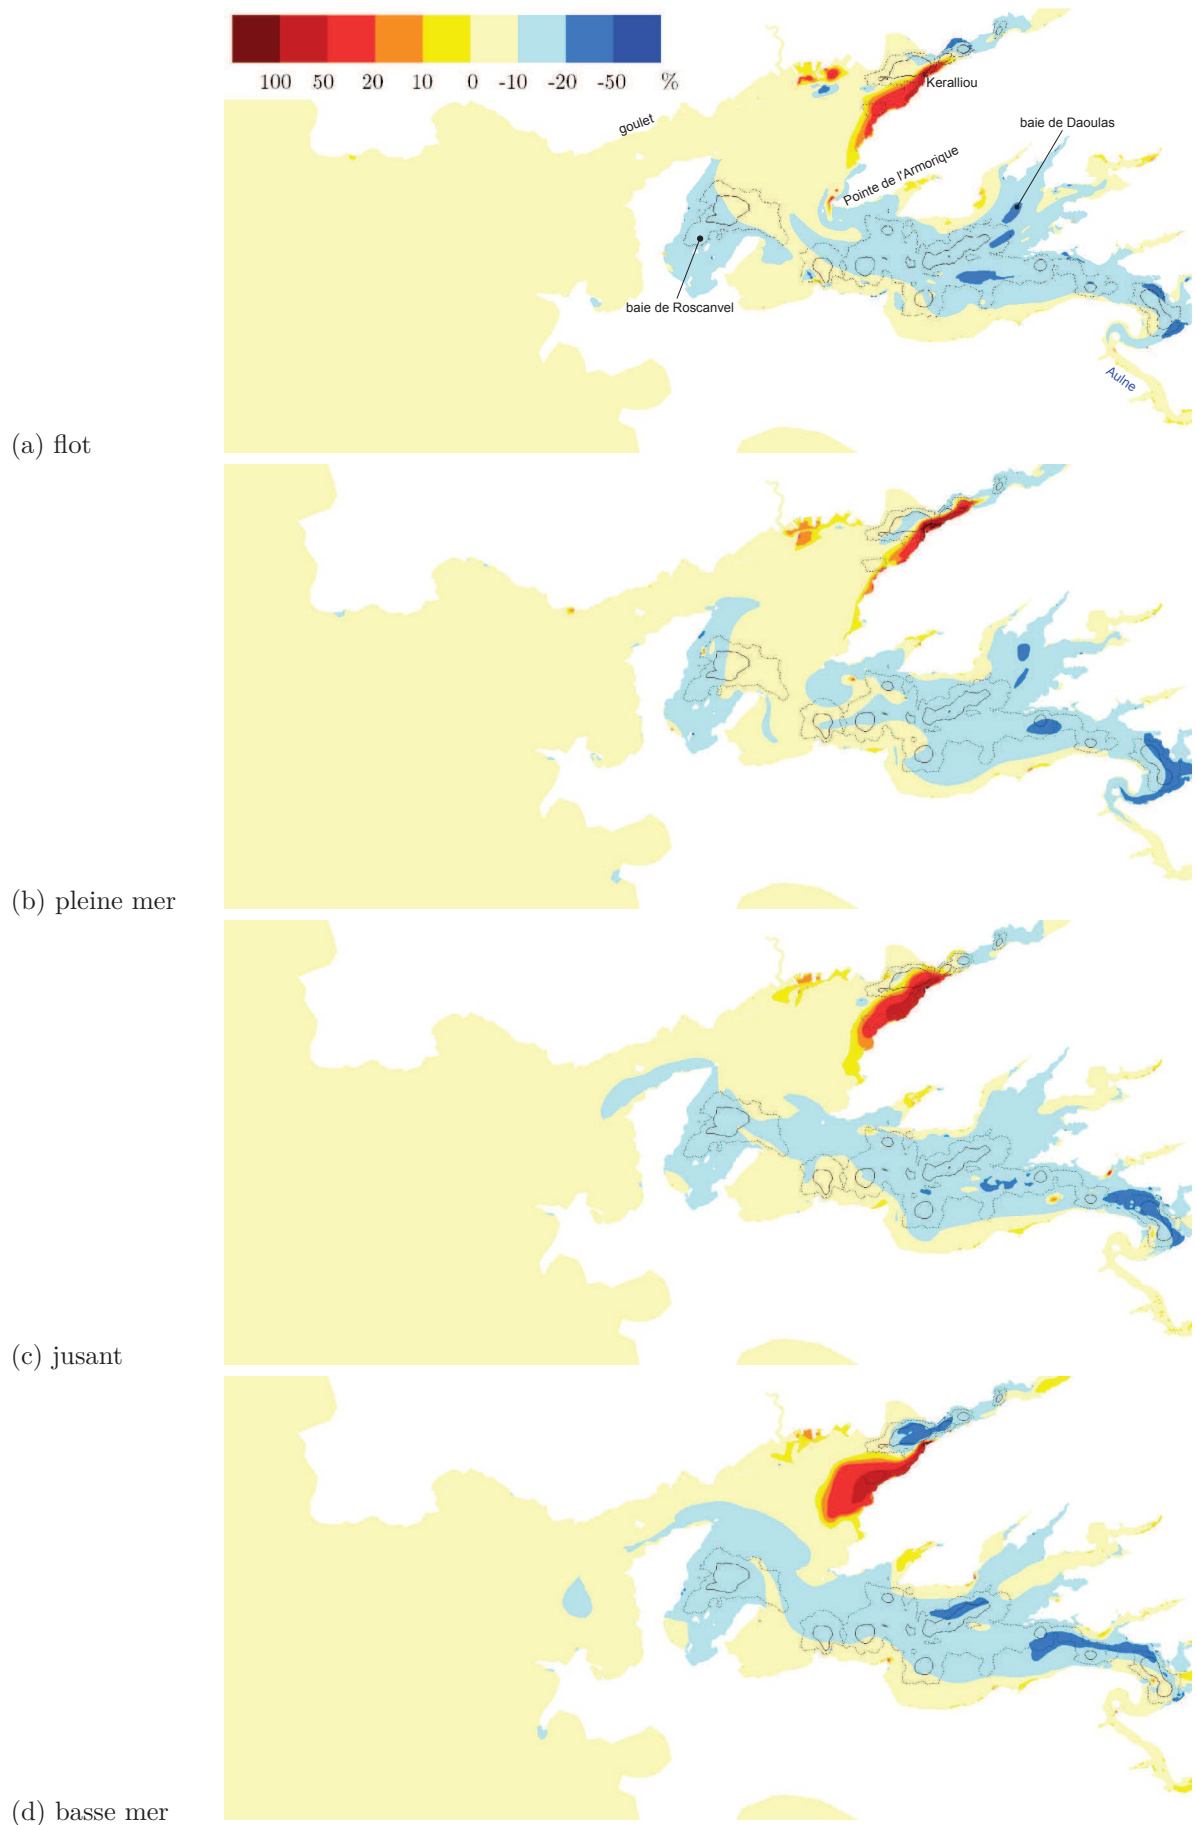 100 50 20 10 0 -10 -20 -50 %
Keralliou
goulet
baie de Daoulas
Pointe de l'Armorique
baie de Roscanvel
Aulne
(a) flot
(b) pleine mer
(c) jusant
(d) basse mer